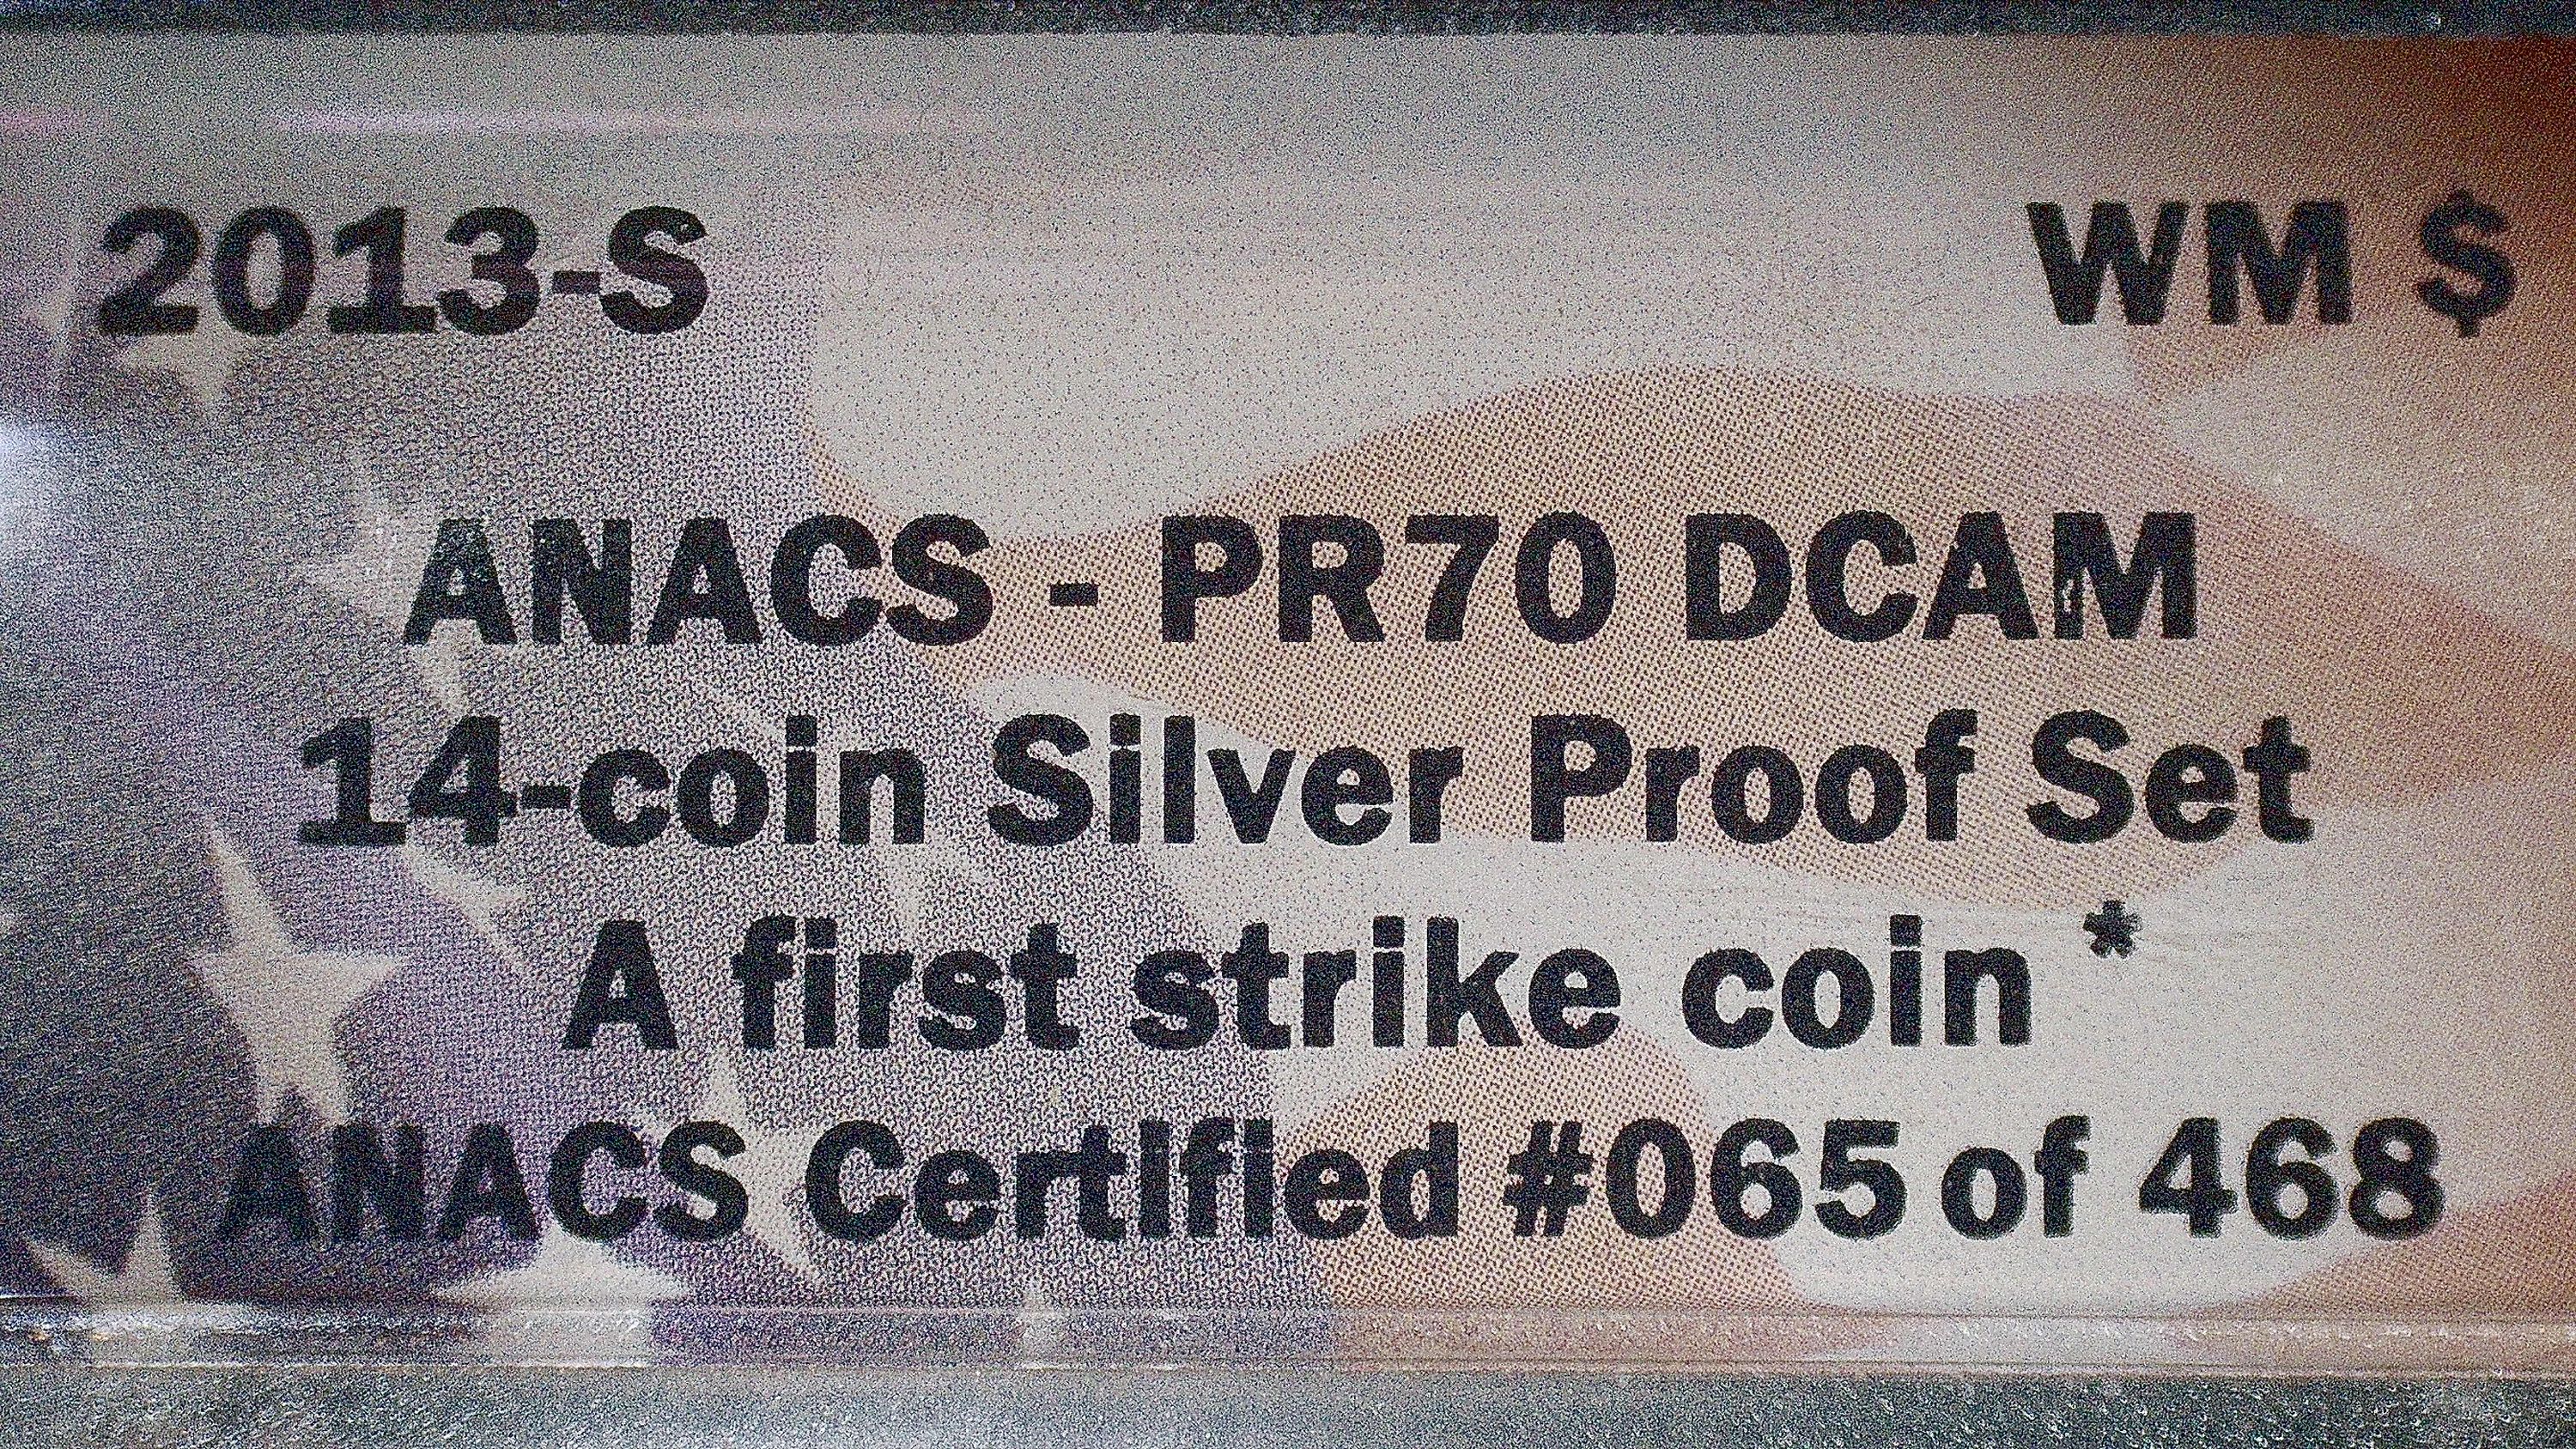 2013-S WM $
ANACS - PR70 DCAM
14-coin Silver Proof Set
A first strike coin *
ANACS Certified #065 of 468